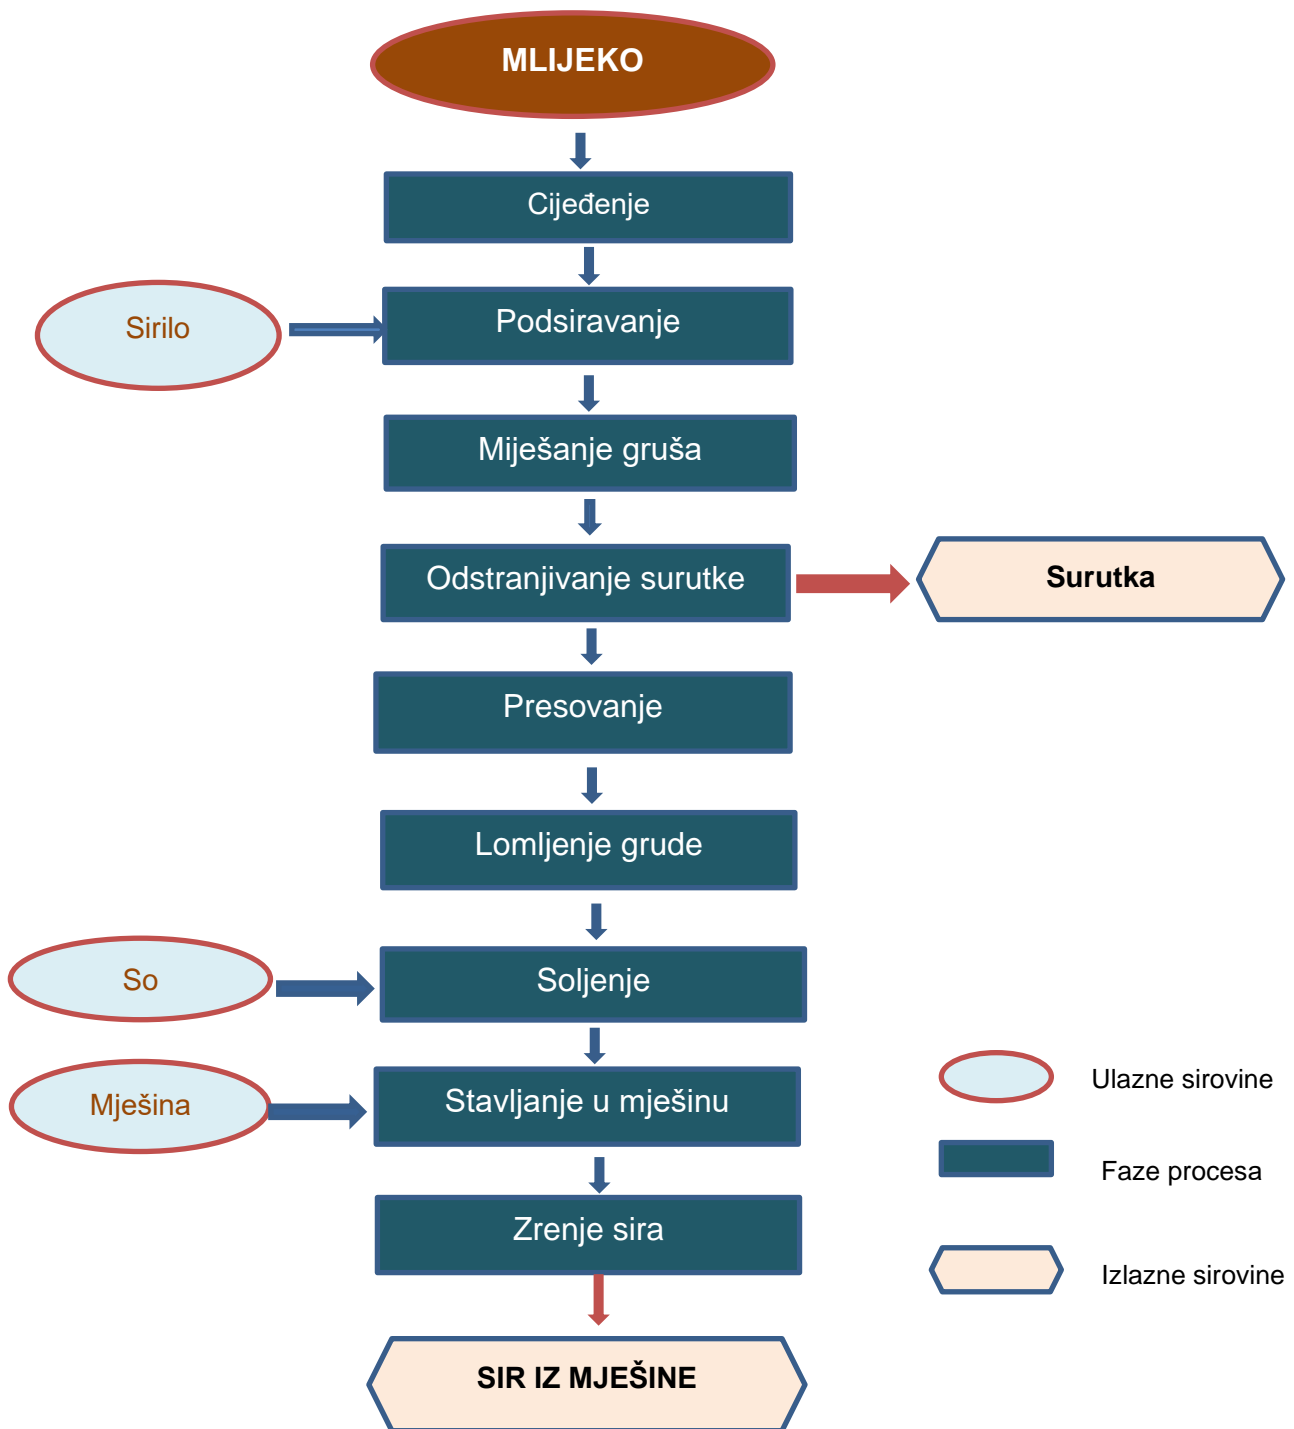 MLIJEKO
Cijeđenje
Sirilo
Podsiravanje
Miješanje gruša
Odstranjivanje surutke
Surutka
Presovanje
Lomljenje grude
So
Soljenje
Mješina
Stavljanje u mješinu
Zrenje sira
SIR IZ MJEŠINE
Ulazne sirovine
Faze procesa
Izlazne sirovine